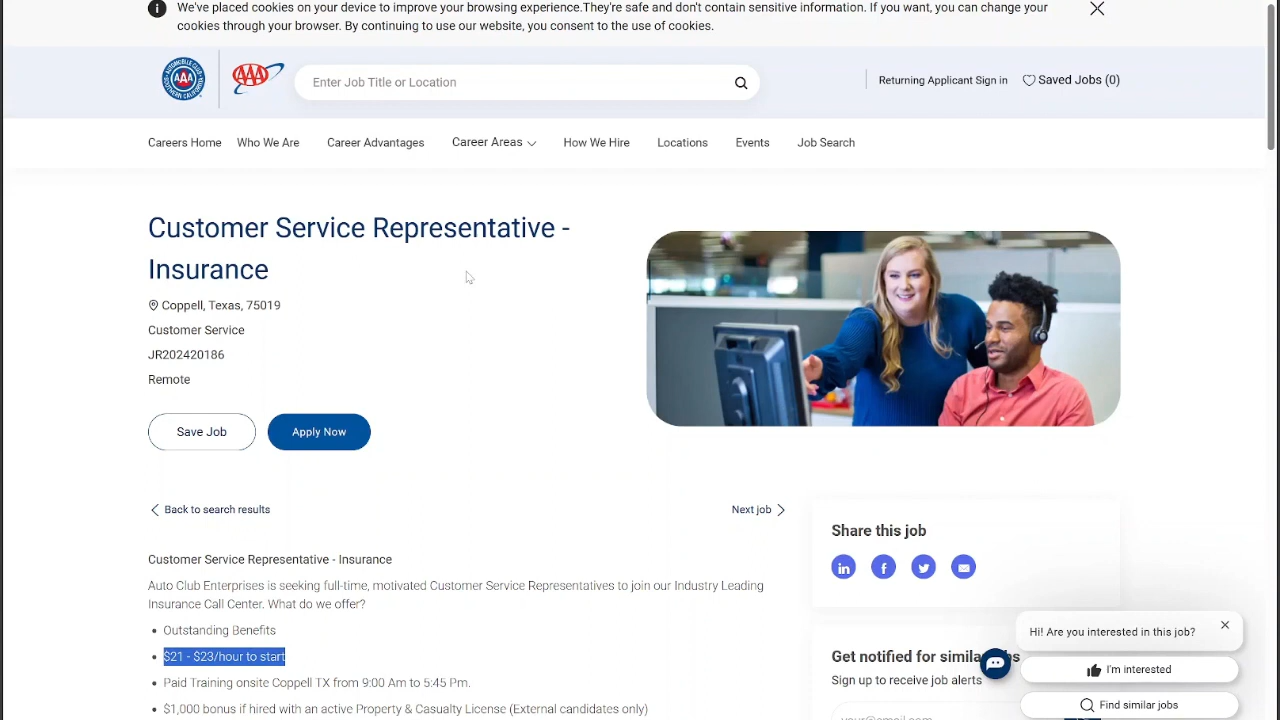 We've placed cookies on your device to improve your browsing experience.They're safe and don't contain sensitive information. If you want, you can change your
cookies through your browser. By continuing to use our website, you consent to the use of cookies.
AAA
AAA
Enter Job Title or Location
Returning Applicant Sign in
Saved Jobs (0)
Careers Home
Who We Are
Career Advantages
Career Areas
How We Hire
Locations
Events
Job Search
Customer Service Representative -
Insurance
Coppell, Texas, 75019
Customer Service
JR202420186
Remote
Save Job
Apply Now
Back to search results
Next job
Customer Service Representative - Insurance
Auto Club Enterprises is seeking full-time, motivated Customer Service Representatives to join our Industry Leading
Insurance Call Center. What do we offer?
• Outstanding Benefits
• $21 - $23/hour to start
• Paid Training onsite Coppell TX from 9:00 Am to 5:45 Pm.
• $1,000 bonus if hired with an active Property & Casualty License (External candidates only)
Share this job
Get notified for similar
Sign up to receive job alerts
Hi! Are you interested in this job?
I'm interested
Find similar jobs